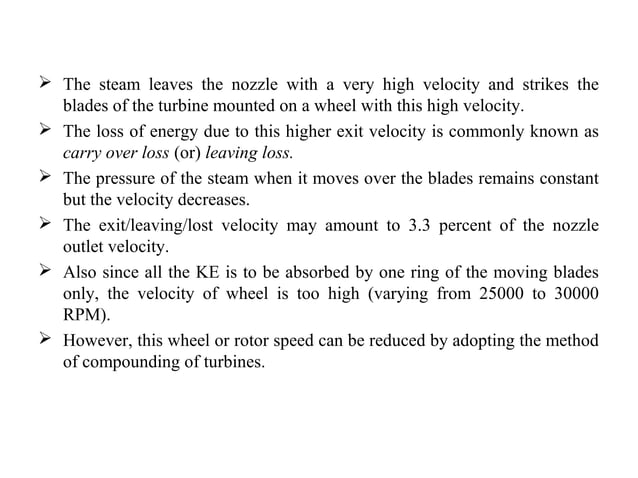 ➢ The steam leaves the nozzle with a very high velocity and strikes the
blades of the turbine mounted on a wheel with this high velocity.
➢ The loss of energy due to this higher exit velocity is commonly known as
carry over loss (or) leaving loss.
➢ The pressure of the steam when it moves over the blades remains constant
but the velocity decreases.
➢ The exit/leaving/lost velocity may amount to 3.3 percent of the nozzle
outlet velocity.
➢ Also since all the KE is to be absorbed by one ring of the moving blades
only, the velocity of wheel is too high (varying from 25000 to 30000
RPM).
➢ However, this wheel or rotor speed can be reduced by adopting the method
of compounding of turbines.